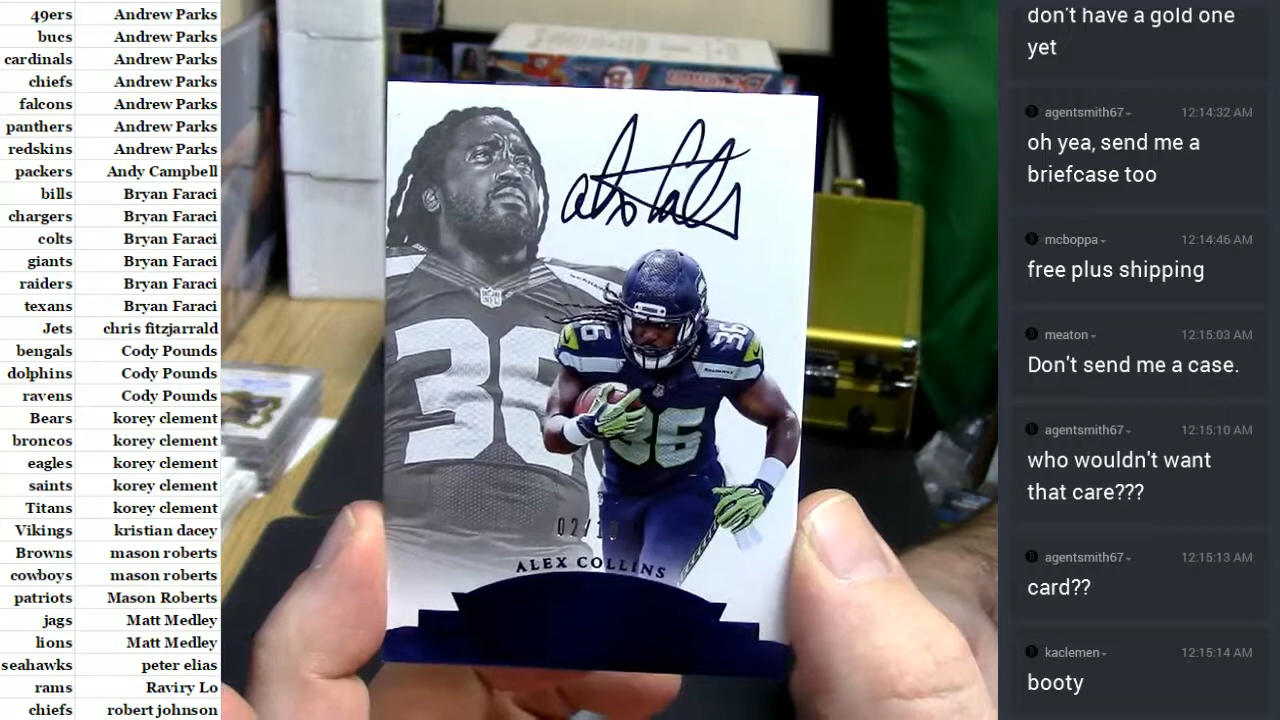 49ers Andrew Parks
bucs Andrew Parks
cardinals Andrew Parks
chiefs Andrew Parks
falcons Andrew Parks
panthers Andrew Parks
redskins Andrew Parks
packers Andy Campbell
bills Bryan Faraci
chargers Bryan Faraci
colts Bryan Faraci
giants Bryan Faraci
raiders Bryan Faraci
texans Bryan Faraci
Jets chris fitzjarrald
bengals Cody Pounds
dolphins Cody Pounds
ravens Cody Pounds
Bears korey clement
broncos korey clement
eagles korey clement
saints korey clement
Titans korey clement
Vikings kristian dacey
Browns mason roberts
cowboys mason roberts
patriots Mason Roberts
jags Matt Medley
lions Matt Medley
seahawks peter elias
rams Raviry Lo
chiefs robert johnson
NFL
36
36
36
36
ALEX COLLINS
don't have a gold one
yet
agentsmith67 12:14:32 AM
oh yea, send me a
briefcase too
mcboppa 12:14:46 AM
free plus shipping
meaton 12:15:03 AM
Don't send me a case.
agentsmith67 12:15:10 AM
who wouldn't want
that care???
agentsmith67 12:15:13 AM
card??
kaclemen 12:15:14 AM
booty